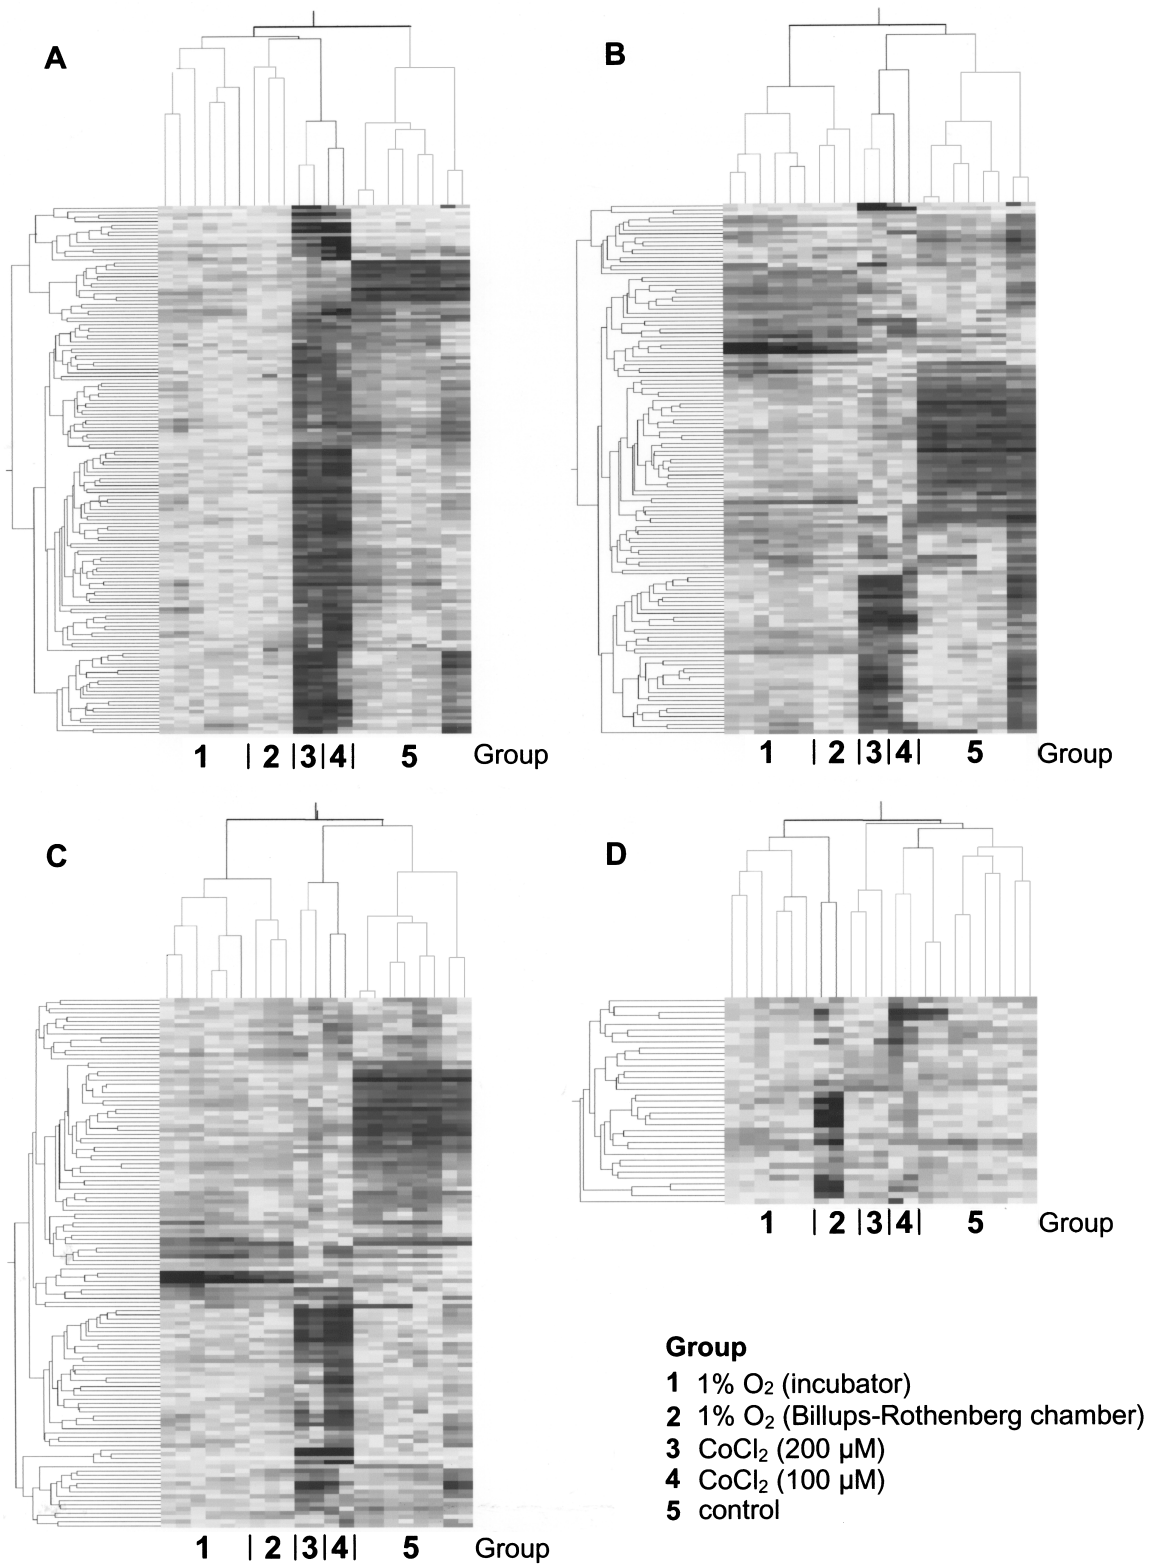 A
B
1 | 2 |3|4| 5 Group
1 | 2 |3|4| 5 Group
C
D
1 | 2 |3|4| 5 Group
Group
1 1% O₂ (incubator)
2 1% O₂ (Billups-Rothenberg chamber)
3 CoCl₂ (200 µM)
4 CoCl₂ (100 µM)
5 control
1 | 2 |3|4| 5 Group